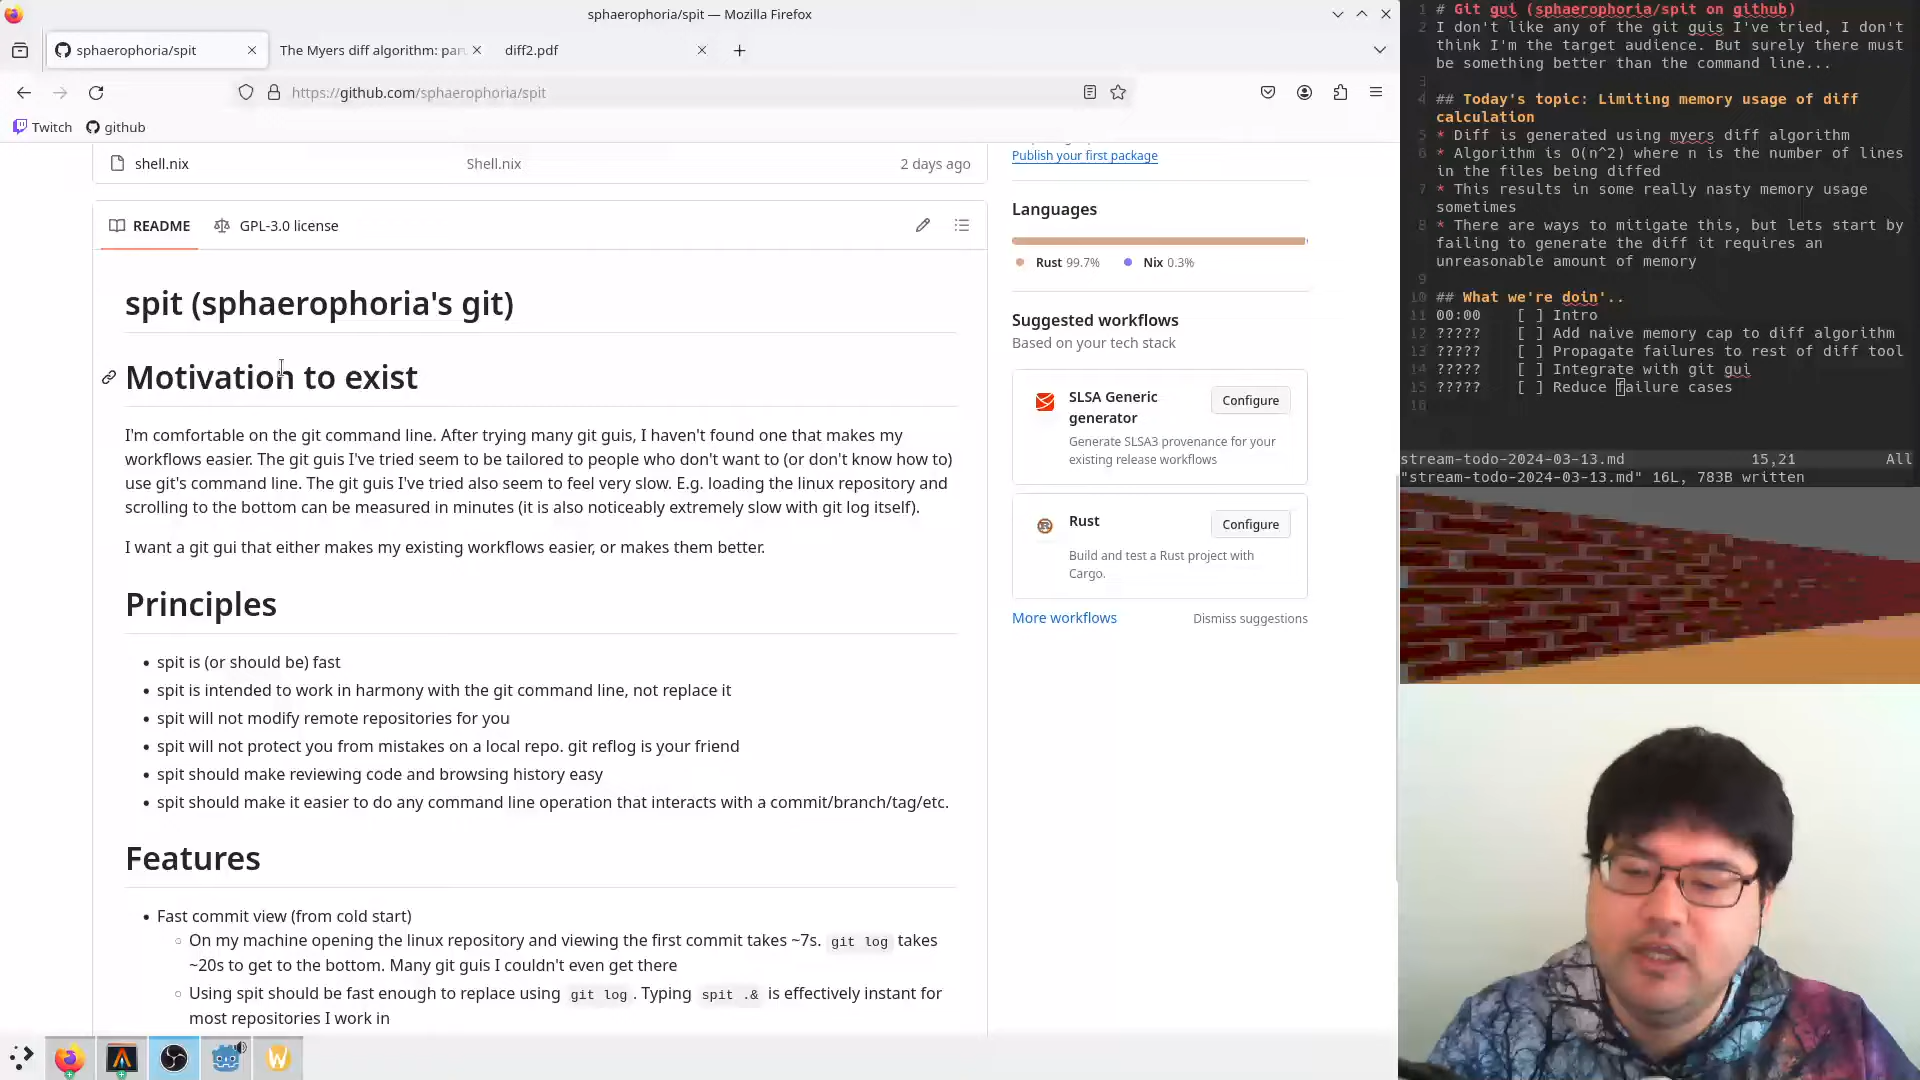 sphaerophoria/spit — Mozilla Firefox
sphaerophoria/spit
The Myers diff algorithm: par
diff2.pdf
https://github.com/sphaerophoria/spit
Twitch
github
shell.nix
Shell.nix
2 days ago
README
GPL-3.0 license
spit (sphaerophoria's git)
Motivation to exist
I'm comfortable on the git command line. After trying many git guis, I haven't found one that makes my
workflows easier. The git guis I've tried seem to be tailored to people who don't want to (or don't know how to)
use git's command line. The git guis I've tried also seem to feel very slow. E.g. loading the linux repository and
scrolling to the bottom can be measured in minutes (it is also noticeably extremely slow with git log itself).
I want a git gui that either makes my existing workflows easier, or makes them better.
Principles
• spit is (or should be) fast
• spit is intended to work in harmony with the git command line, not replace it
• spit will not modify remote repositories for you
• spit will not protect you from mistakes on a local repo. git reflog is your friend
• spit should make reviewing code and browsing history easy
• spit should make it easier to do any command line operation that interacts with a commit/branch/tag/etc.
Features
• Fast commit view (from cold start)
◦ On my machine opening the linux repository and viewing the first commit takes ~7s. git log takes
~20s to get to the bottom. Many git guis I couldn't even get there
◦ Using spit should be fast enough to replace using git log . Typing spit .& is effectively instant for
most repositories I work in
Publish your first package
Languages
Rust 99.7%
Nix 0.3%
Suggested workflows
Based on your tech stack
SLSA Generic
generator
Configure
Generate SLSA3 provenance for your
existing release workflows
Rust
Configure
Build and test a Rust project with
Cargo.
More workflows
Dismiss suggestions
1 # Git gui (sphaerophoria/spit on github)
2 I don't like any of the git guis I've tried, I don't
think I'm the target audience. But surely there must
be something better than the command line...
3
4 ## Today's topic: Limiting memory usage of diff
calculation
5 * Diff is generated using myers diff algorithm
6 * Algorithm is O(n^2) where n is the number of lines
in the files being diffed
7 * This results in some really nasty memory usage
sometimes
8 * There are ways to mitigate this, but lets start by
failing to generate the diff it requires an
unreasonable amount of memory
9
10 ## What we're doin'..
11 00:00 [ ] Intro
12 ????? [ ] Add naive memory cap to diff algorithm
13 ????? [ ] Propagate failures to rest of diff tool
14 ????? [ ] Integrate with git gui
15 ????? [ ] Reduce failure cases
16
stream-todo-2024-03-13.md 15,21 All
"stream-todo-2024-03-13.md" 16L, 783B written